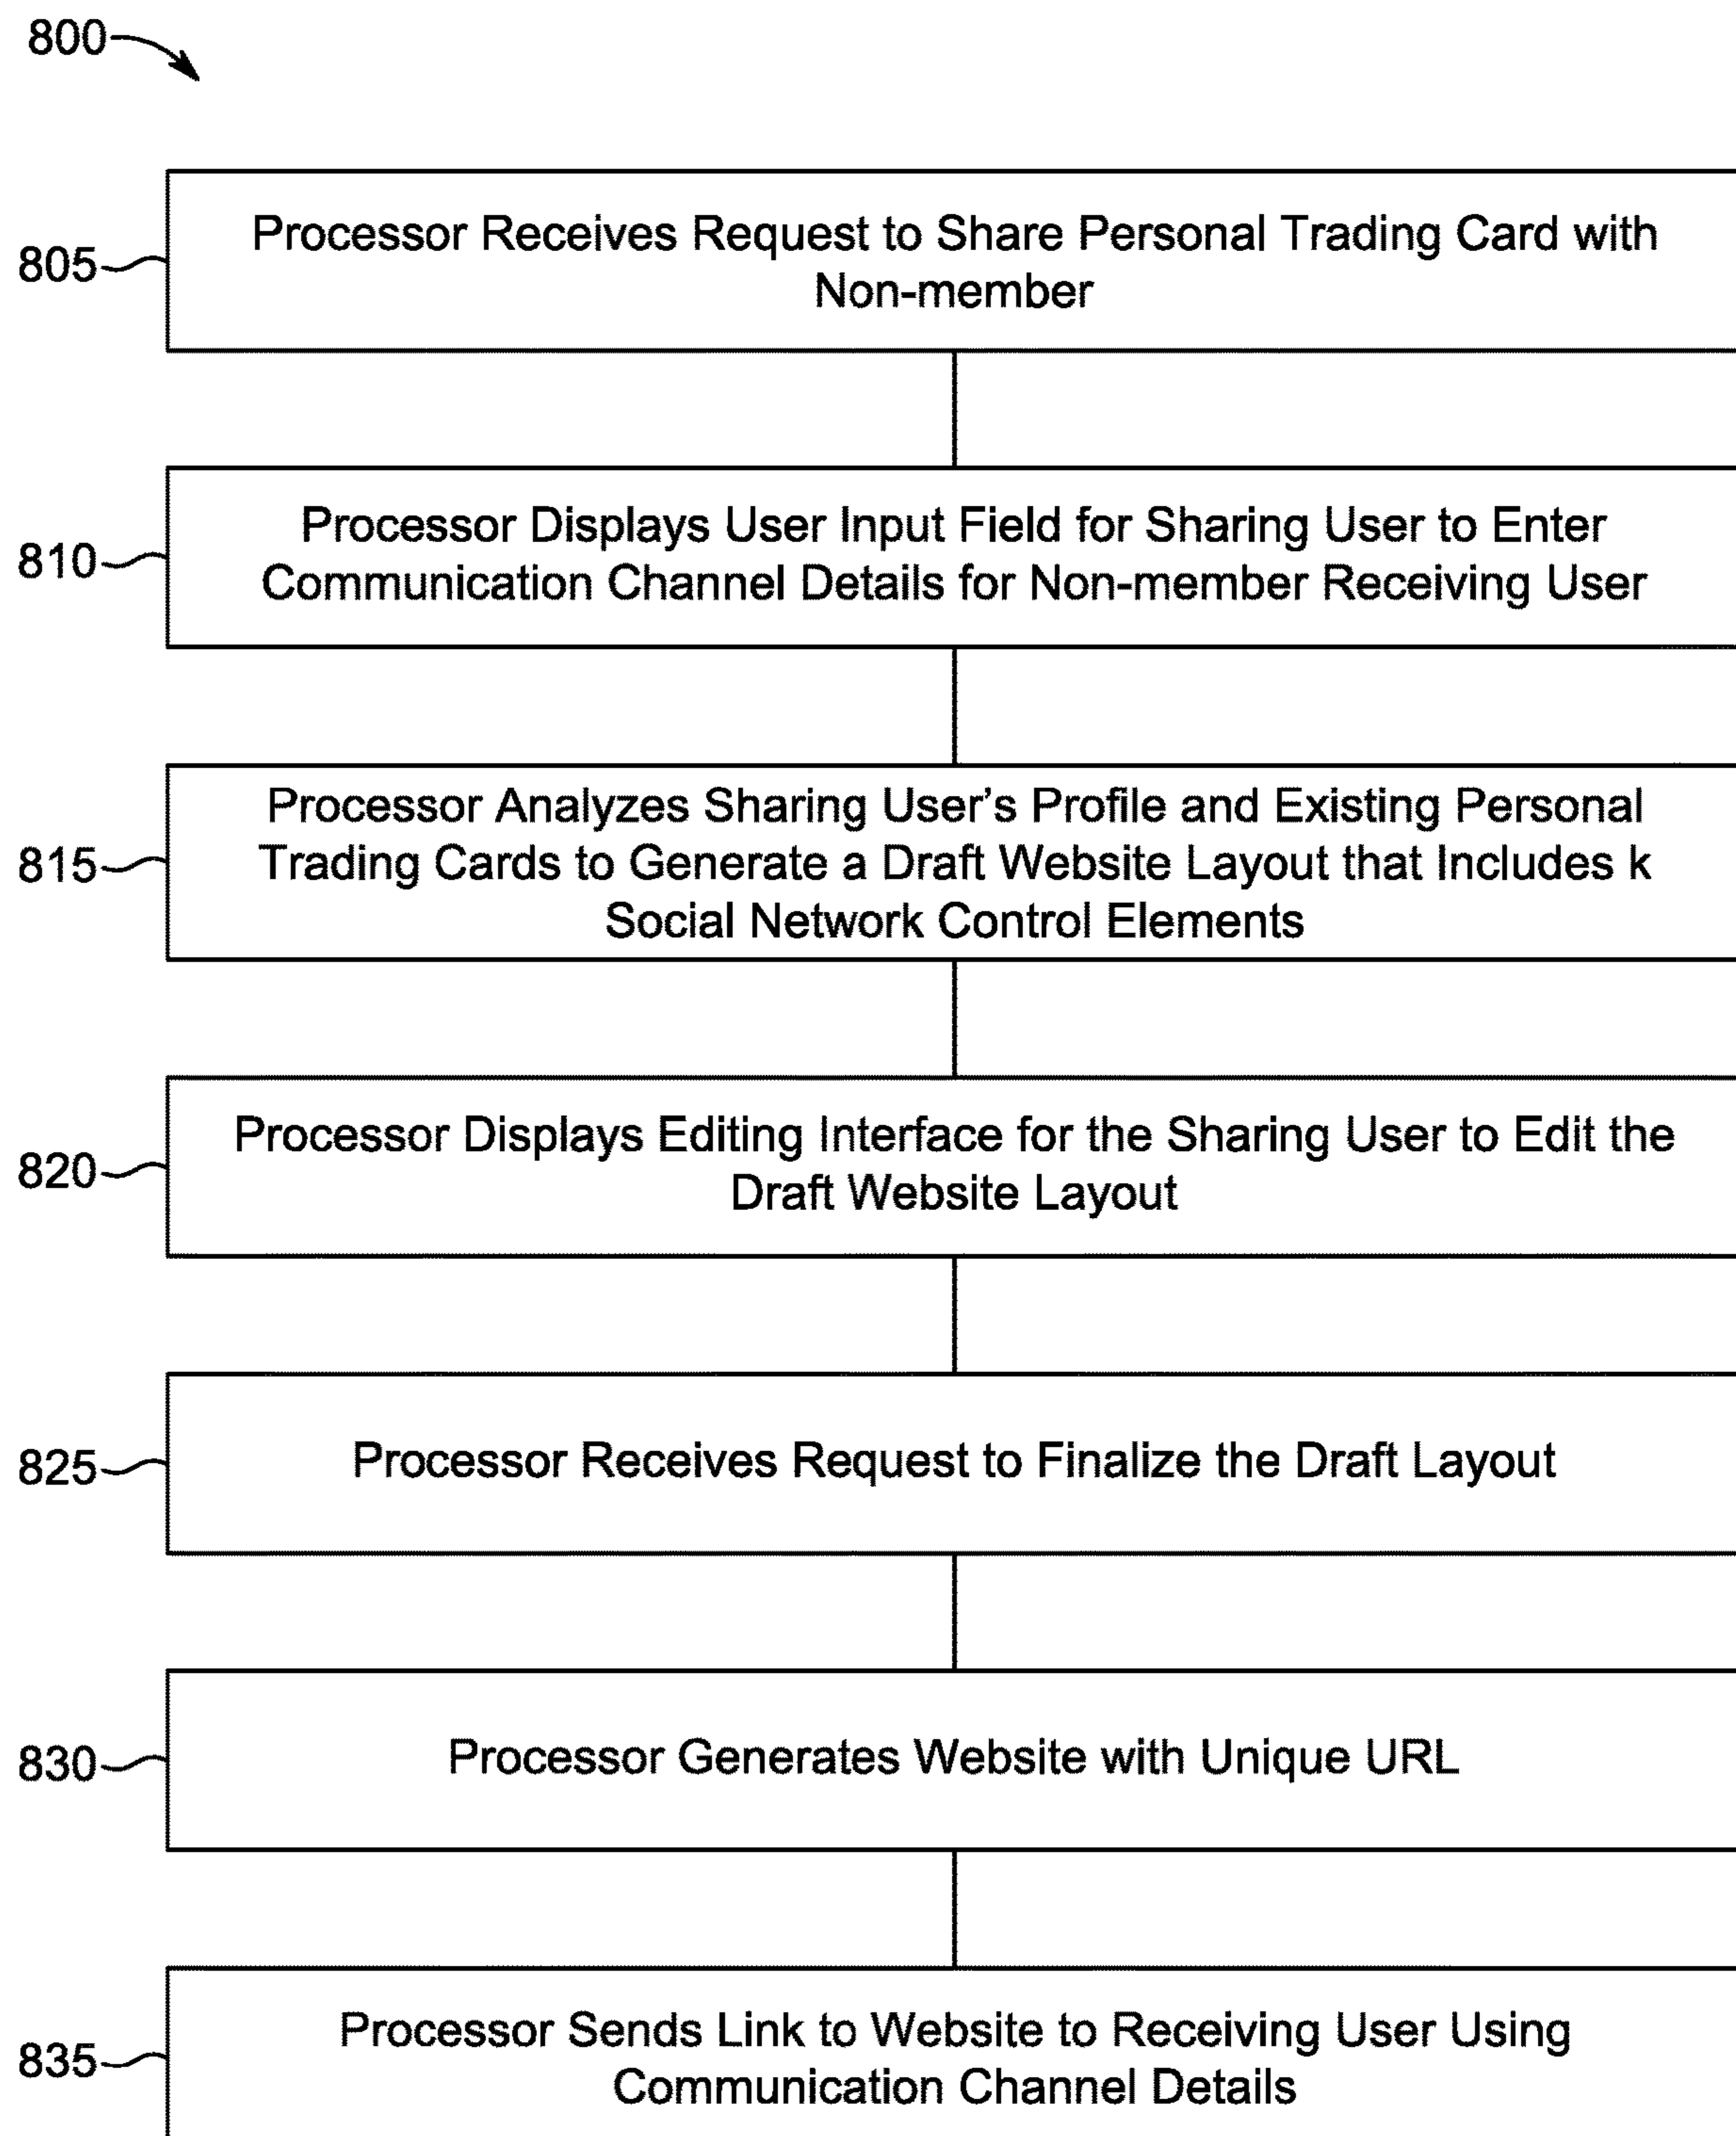 800
805
Processor Receives Request to Share Personal Trading Card with
Non-member
810
Processor Displays User Input Field for Sharing User to Enter
Communication Channel Details for Non-member Receiving User
815
Processor Analyzes Sharing User's Profile and Existing Personal
Trading Cards to Generate a Draft Website Layout that Includes k
Social Network Control Elements
820
Processor Displays Editing Interface for the Sharing User to Edit the
Draft Website Layout
825
Processor Receives Request to Finalize the Draft Layout
830
Processor Generates Website with Unique URL
835
Processor Sends Link to Website to Receiving User Using
Communication Channel Details